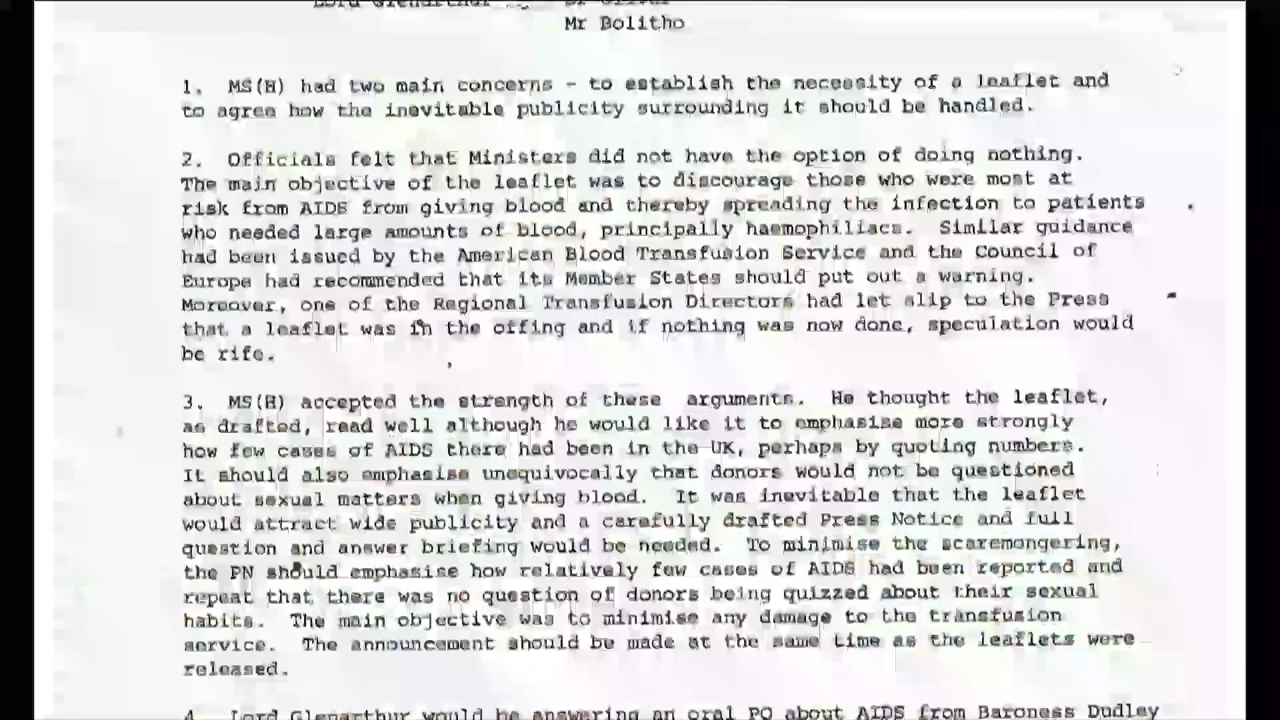 Lord Glenarthur
Mr Bolitho
1. MS(H) had two main concerns - to establish the necessity of a leaflet and
to agree how the inevitable publicity surrounding it should be handled.
2. Officials felt that Ministers did not have the option of doing nothing.
The main objective of the leaflet was to discourage those who were most at
risk from AIDS from giving blood and thereby spreading the infection to patients
who needed large amounts of blood, principally haemophiliacs. Similar guidance
had been issued by the American Blood Transfusion Service and the Council of
Europe had recommended that its Member States should put out a warning.
Moreover, one of the Regional Transfusion Directors had let slip to the Press
that a leaflet was in the offing and if nothing was now done, speculation would
be rife.
3. MS(H) accepted the strength of these arguments. He thought the leaflet,
as drafted, read well although he would like it to emphasise more strongly
how few cases of AIDS there had been in the UK, perhaps by quoting numbers.
It should also emphasise unequivocally that donors would not be questioned
about sexual matters when giving blood. It was inevitable that the leaflet
would attract wide publicity and a carefully drafted Press Notice and full
question and answer briefing would be needed. To minimise the scaremongering,
the PN should emphasise how relatively few cases of AIDS had been reported and
repeat that there was no question of donors being quizzed about their sexual
habits. The main objective was to minimise any damage to the transfusion
service. The announcement should be made at the same time as the leaflets were
released.
4. Lord Glenarthur would be answering an oral PQ about AIDS from Baroness Dudley